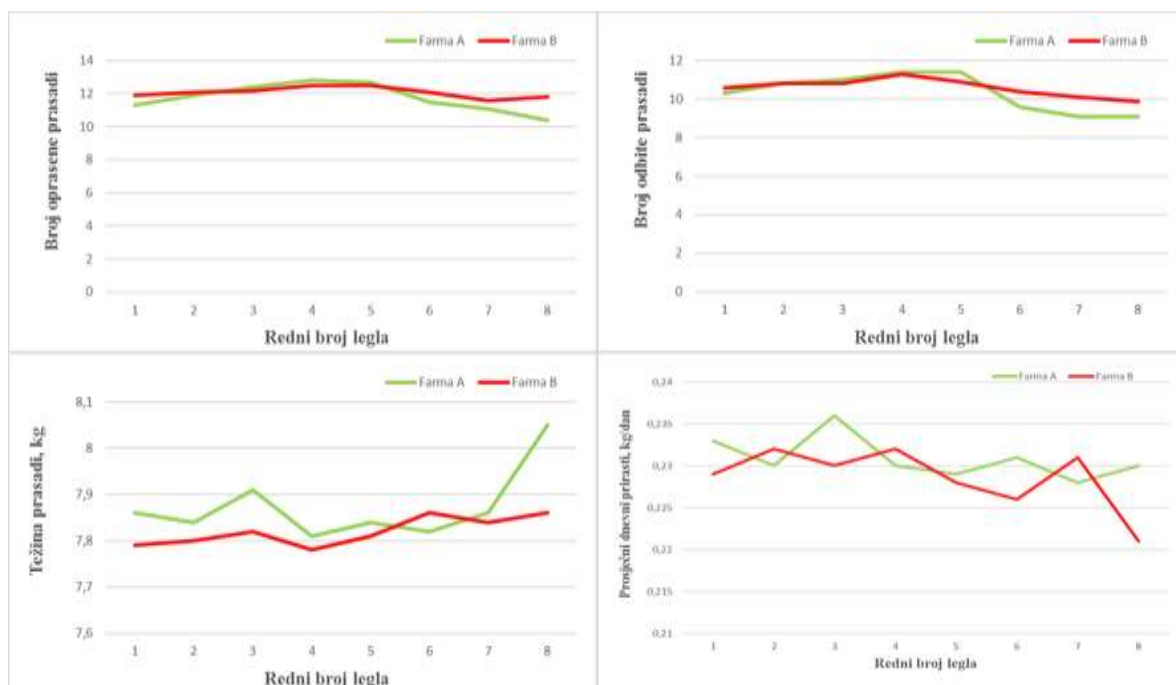 Farma A Farma B
Broj oprasene prasadi
14
12
10
8
6
4
2
0
1 2 3 4 5 6 7 8
Redni broj legla
Farma A Farma B
Broj odbite prasadi
12
10
8
6
4
2
0
1 2 3 4 5 6 7 8
Redni broj legla
Farma A Farma B
Težina prasadi, kg
8,1
8
7,9
7,8
7,7
7,6
1 2 3 4 5 6 7 8
Redni broj legla
Farma A Farma B
Prosječni dnevni prirasti, kg/dan
0,24
0,235
0,23
0,225
0,22
0,215
0,21
1 2 3 4 5 6 7 8
Redni broj legla